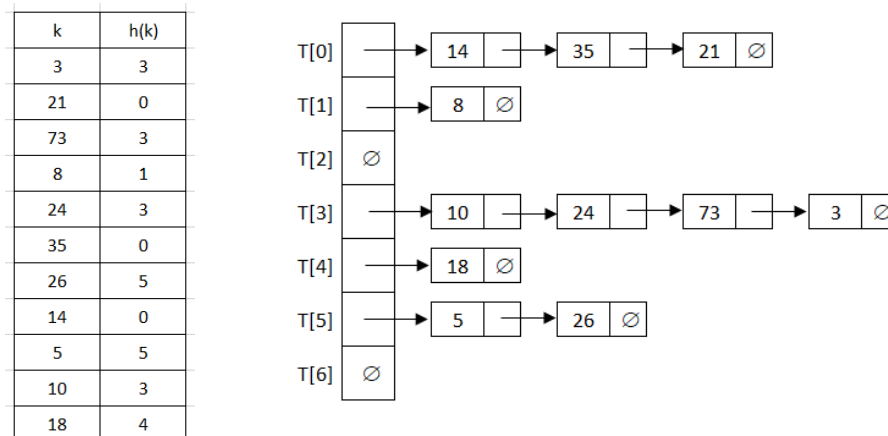 k h(k)
3 3
21 0
73 3
8 1
24 3
35 0
26 5
14 0
5 5
10 3
18 4
T[0] 14 35 21 ∅
T[1] 8 ∅
T[2] ∅
T[3] 10 24 73 3 ∅
T[4] 18 ∅
T[5] 5 26 ∅
T[6] ∅